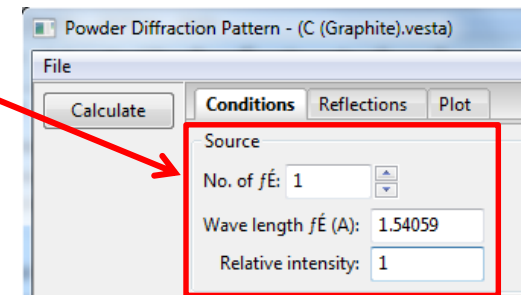 Powder Diffraction Pattern - (C (Graphite).vesta)
File
Calculate
Conditions Reflections Plot
Source
No. of ƒÉ: 1
Wave length ƒÉ (A): 1.54059
Relative intensity: 1